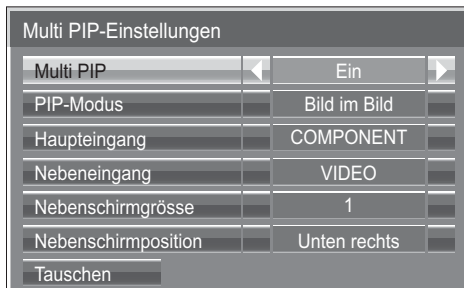 Multi PIP-Einstellungen
Multi PIP Ein
PIP-Modus Bild im Bild
Haupteingang COMPONENT
Nebeneingang VIDEO
Nebenschirmgrösse 1
Nebenschirmposition Unten rechts
Tauschen